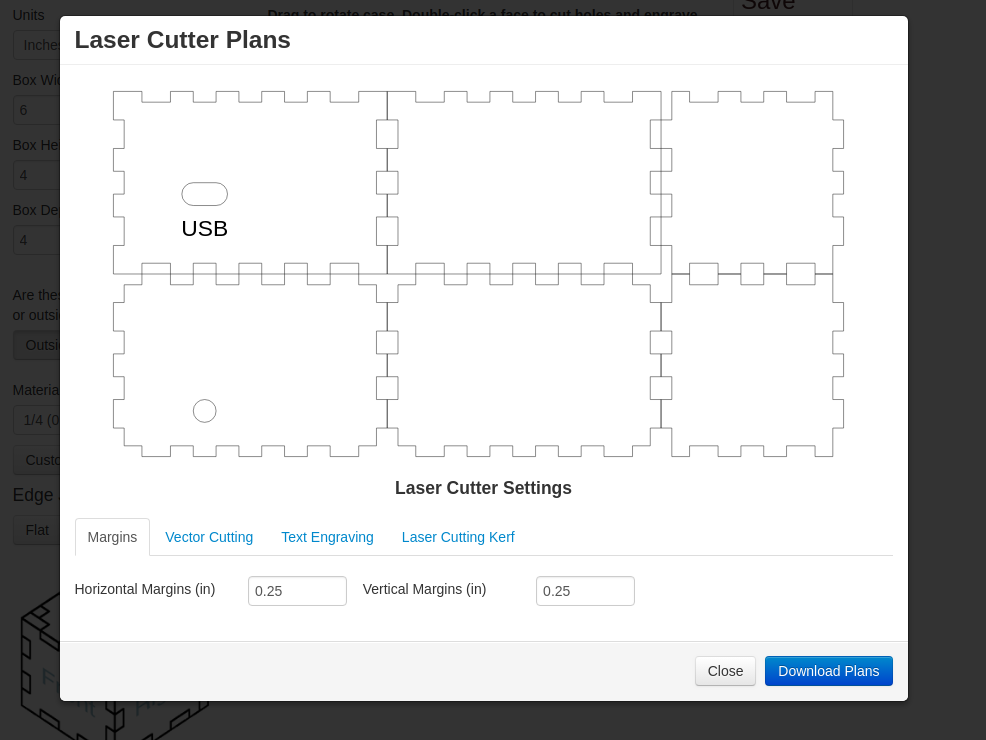 Units
Drag to rotate case. Double-click a face to cut holes and engrave
Save
Laser Cutter Plans
Inche
Box Wi
6
Box He
4
Box De
4
USB
Are the
or outsi
Outsi
Materia
1/4 (0
Custo
Edge
Flat
Laser Cutter Settings
Margins
Vector Cutting
Text Engraving
Laser Cutting Kerf
Horizontal Margins (in)
0.25
Vertical Margins (in)
0.25
Close
Download Plans